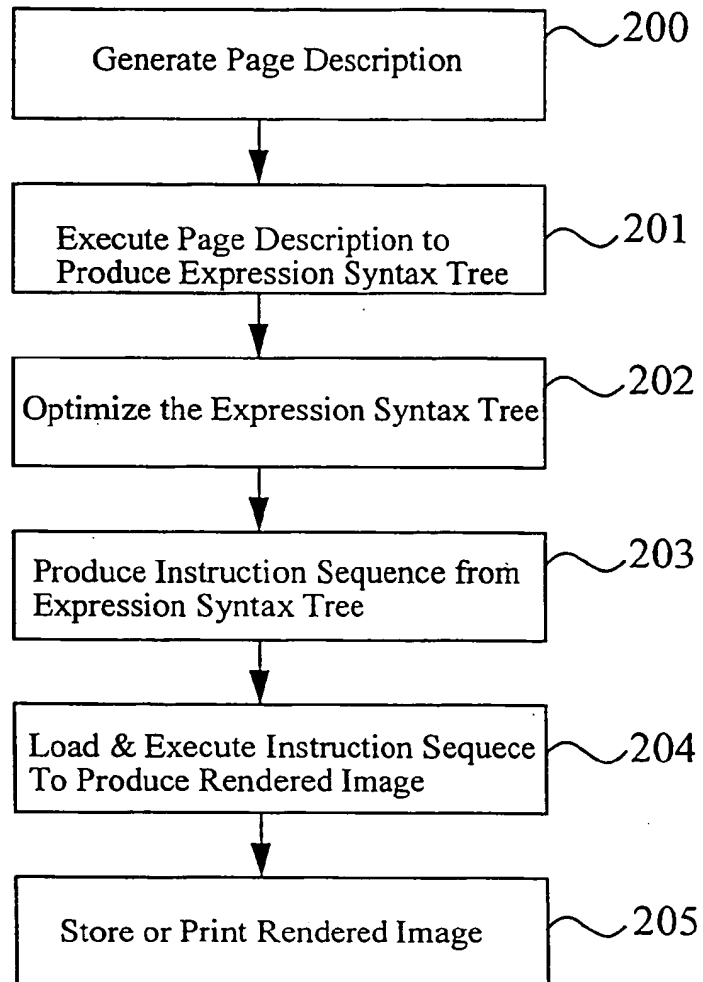 Generate Page Description
200
Execute Page Description to
Produce Expression Syntax Tree
201
Optimize the Expression Syntax Tree
202
Produce Instruction Sequence from
Expression Syntax Tree
203
Load & Execute Instruction Sequece
To Produce Rendered Image
204
Store or Print Rendered Image
205